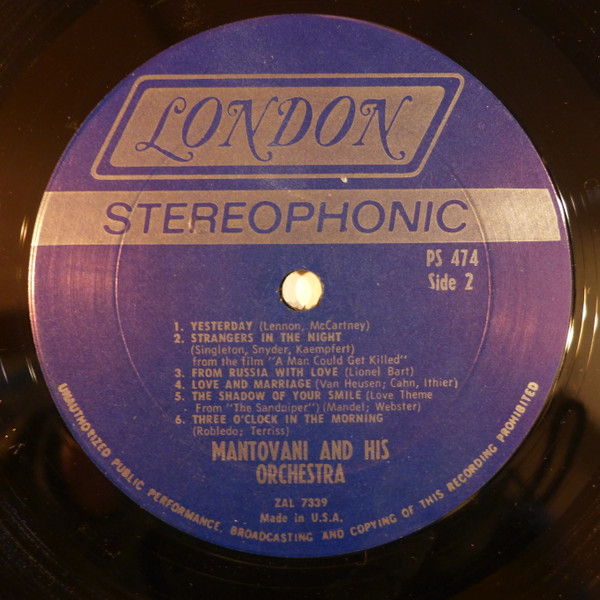 LONDON
STEREOPHONIC
PS 474
Side 2
1. YESTERDAY (Lennon, McCartney)
2. STRANGERS IN THE NIGHT
(Singleton, Snyder, Kaempfert)
from the film "A Man Could Get Killed"
3. FROM RUSSIA WITH LOVE (Lionel Bart)
4. LOVE AND MARRIAGE (Van Heusen; Cahn, Ithier)
5. THE SHADOW OF YOUR SMILE (Love Theme
From "The Sandpiper") (Mandel; Webster)
6. THREE O'CLOCK IN THE MORNING
(Robledo; Terriss)
MANTOVANI AND HIS
ORCHESTRA
ZAL 7339
Made in U.S.A.
UNAUTHORIZED PUBLIC PERFORMANCE, BROADCASTING AND COPYING OF THIS RECORDING PROHIBITED